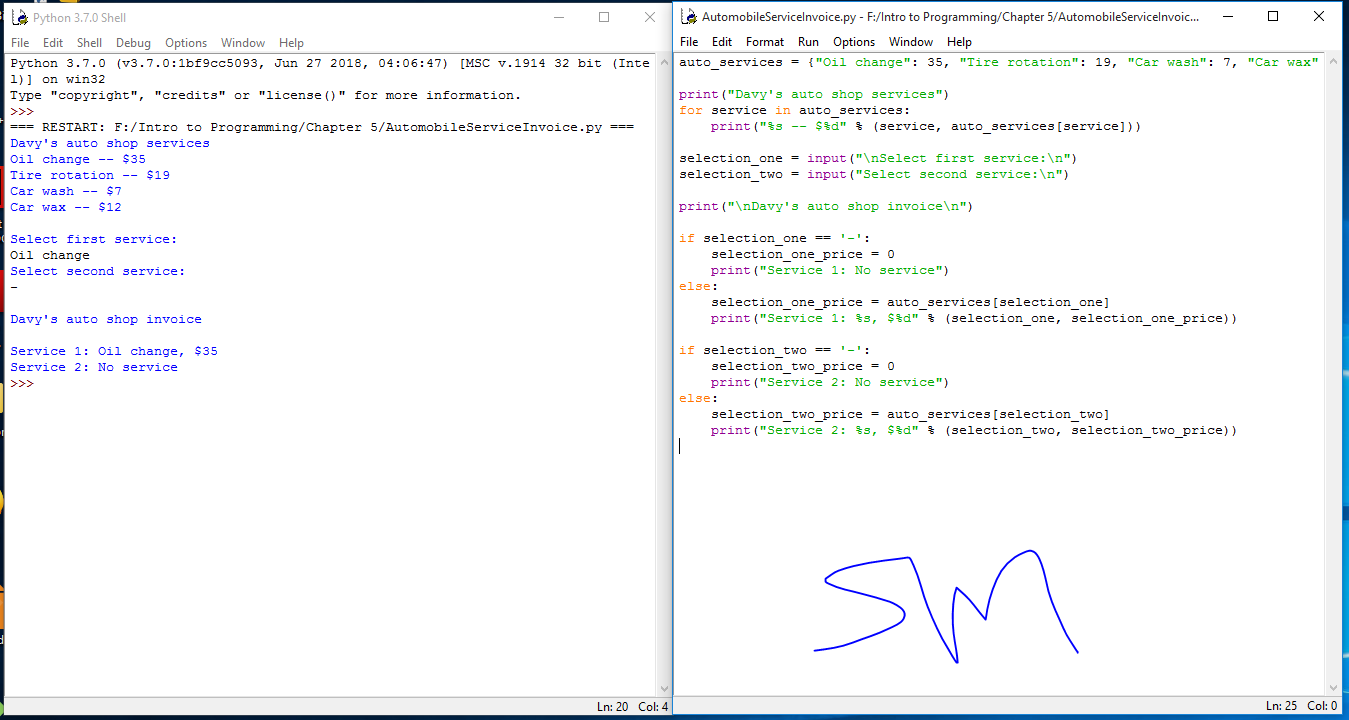 Python 3.7.0 Shell
File Edit Shell Debug Options Window Help
Python 3.7.0 (v3.7.0:1bf9cc5093, Jun 27 2018, 04:06:47) [MSC v.1914 32 bit (Inte
l)] on win32
Type "copyright", "credits" or "license()" for more information.
>>>
=== RESTART: F:/Intro to Programming/Chapter 5/AutomobileServiceInvoice.py ===
Davy's auto shop services
Oil change -- $35
Tire rotation -- $19
Car wash -- $7
Car wax -- $12

Select first service:
Oil change
Select second service:
-

Davy's auto shop invoice

Service 1: Oil change, $35
Service 2: No service
>>>
Ln: 20 Col: 4
AutomobileServiceInvoice.py - F:/Intro to Programming/Chapter 5/AutomobileServiceInvoic...
File Edit Format Run Options Window Help
auto_services = {"Oil change": 35, "Tire rotation": 19, "Car wash": 7, "Car wax"

print("Davy's auto shop services")
for service in auto_services:
    print("%s -- $%d" % (service, auto_services[service]))

selection_one = input("\nSelect first service:\n")
selection_two = input("Select second service:\n")

print("\nDavy's auto shop invoice\n")

if selection_one == '-':
    selection_one_price = 0
    print("Service 1: No service")
else:
    selection_one_price = auto_services[selection_one]
    print("Service 1: %s, $%d" % (selection_one, selection_one_price))

if selection_two == '-':
    selection_two_price = 0
    print("Service 2: No service")
else:
    selection_two_price = auto_services[selection_two]
    print("Service 2: %s, $%d" % (selection_two, selection_two_price))
SM
Ln: 25 Col: 0